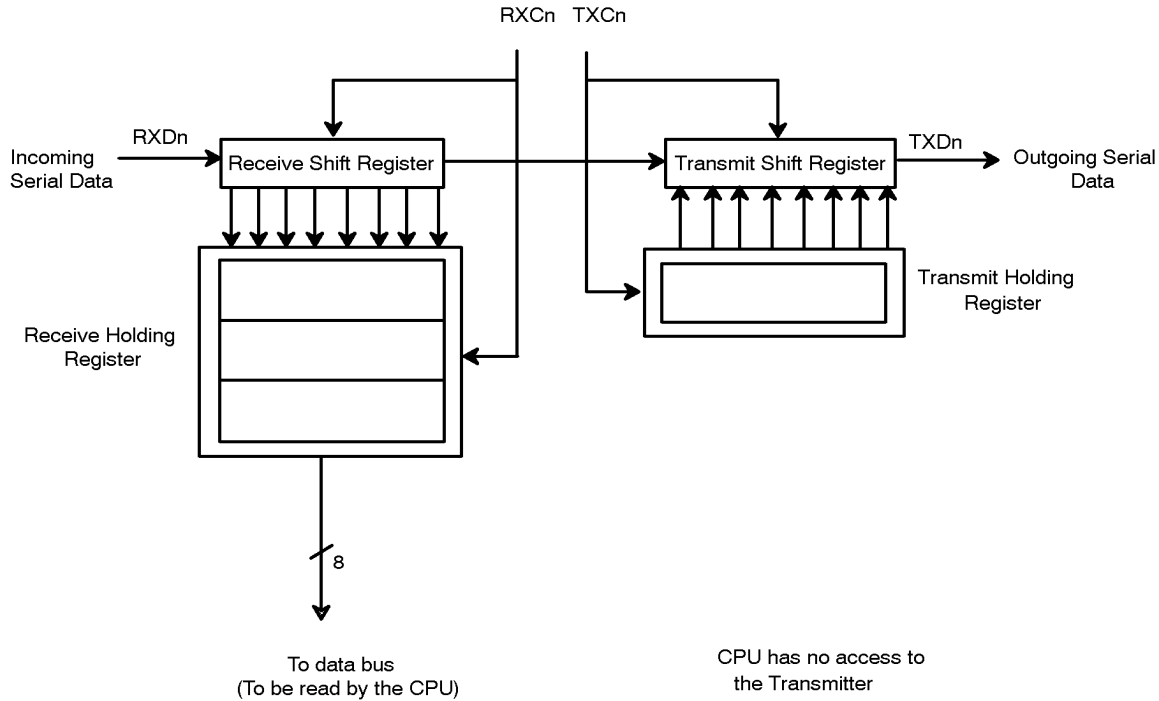 RXCn TXCn
RXDn
Incoming
Serial Data
Receive Shift Register
Transmit Shift Register
TXDn
Outgoing Serial
Data
Receive Holding
Register
Transmit Holding
Register
8
To data bus
(To be read by the CPU)
CPU has no access to
the Transmitter